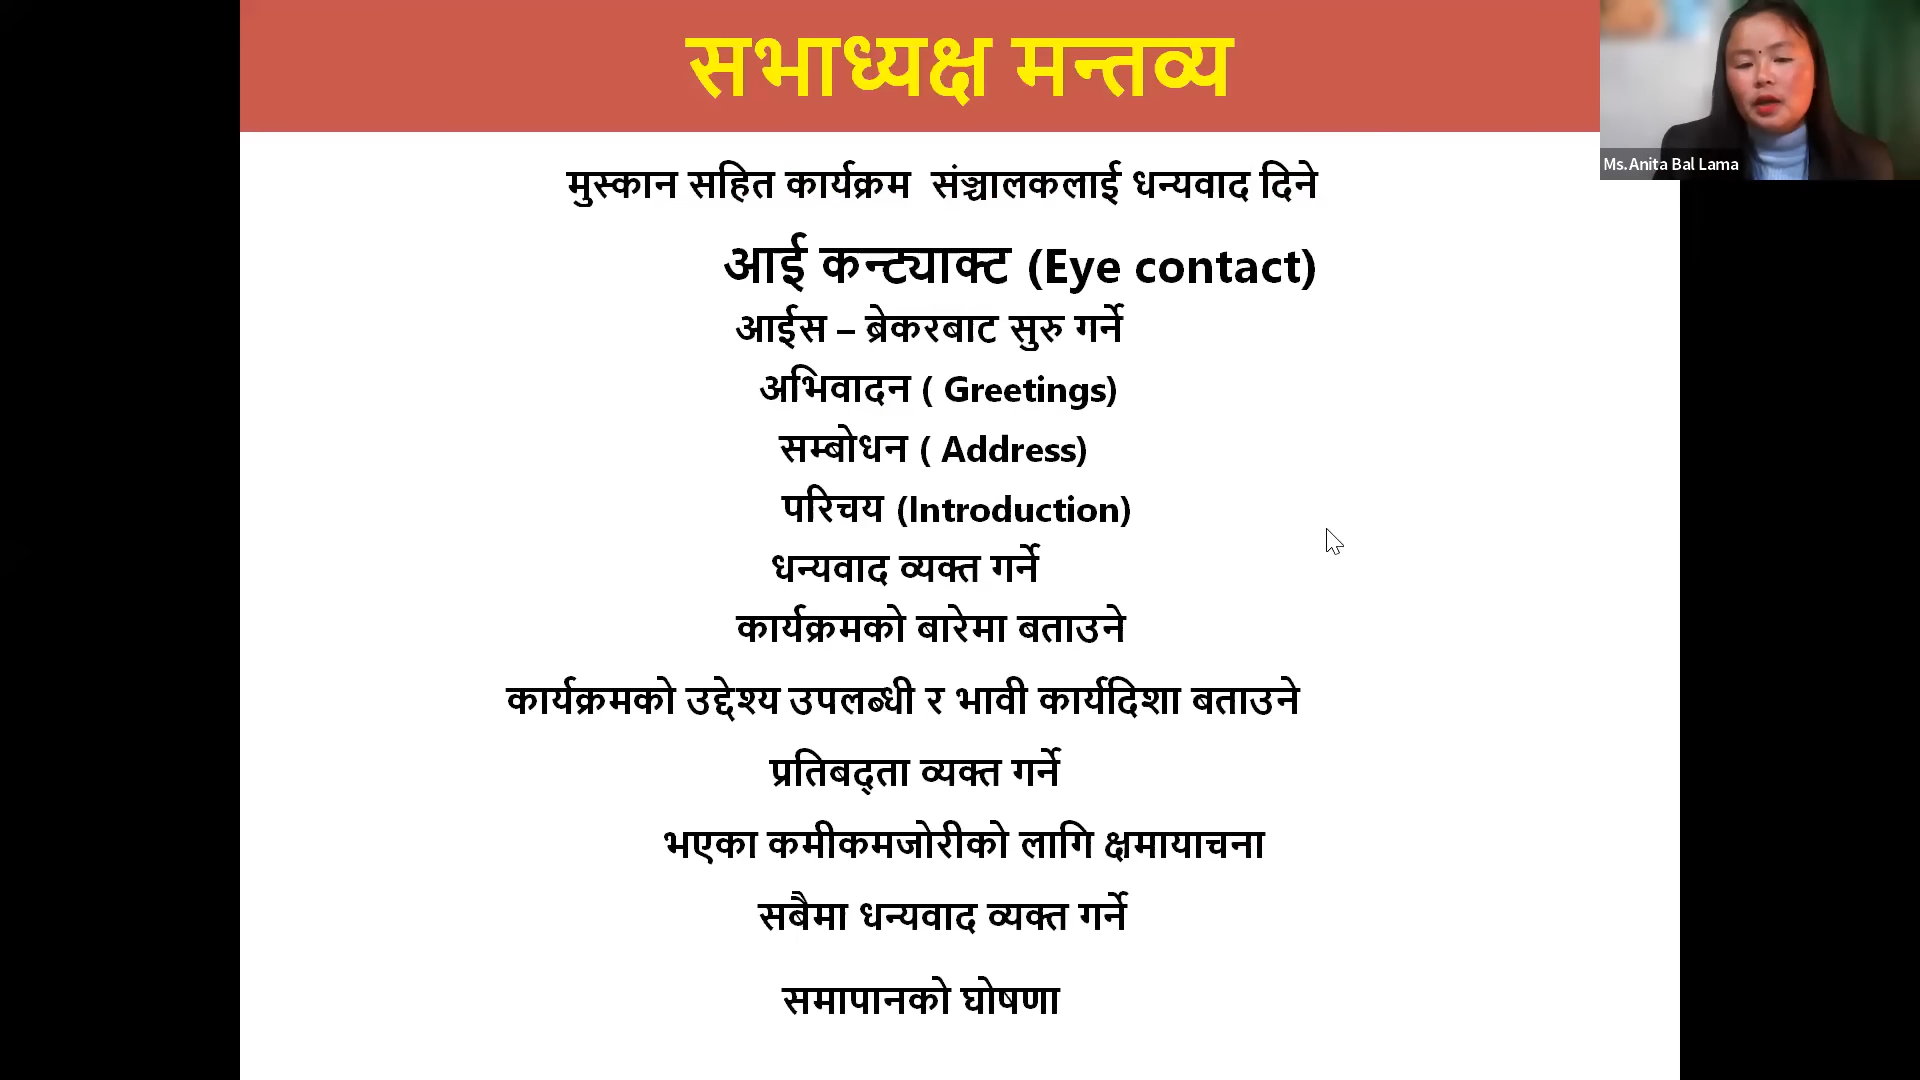 सभाध्यक्ष मन्तव्य
Ms.Anita Bal Lama
मुस्कान सहित कार्यक्रम संञ्चालकलाई धन्यवाद दिने
आई कन्ट्याक्ट (Eye contact)
आईस – ब्रेकरबाट सुरु गर्ने
अभिवादन ( Greetings)
सम्बोधन ( Address)
परिचय (Introduction)
धन्यवाद व्यक्त गर्ने
कार्यक्रमको बारेमा बताउने
कार्यक्रमको उद्देश्य उपलब्धी र भावी कार्यदिशा बताउने
प्रतिबद्ता व्यक्त गर्ने
भएका कमीकमजोरीको लागि क्षमायाचना
सबैमा धन्यवाद व्यक्त गर्ने
समापानको घोषणा